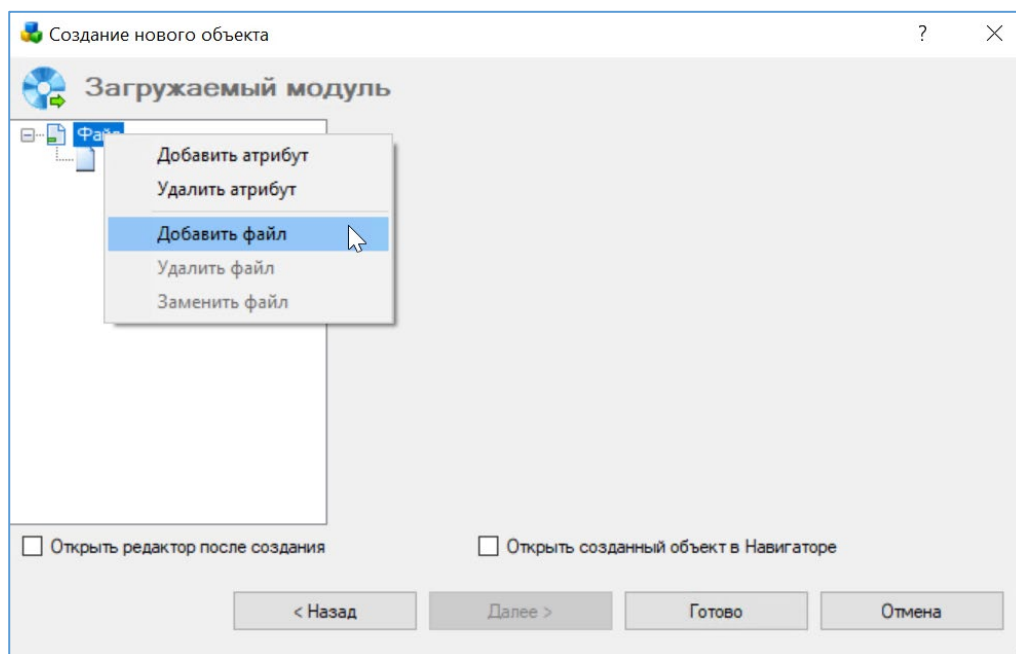 Создание нового объекта
?
Загружаемый модуль
Файл
Добавить атрибут
Удалить атрибут
Добавить файл
Удалить файл
Заменить файл
Открыть редактор после создания
Открыть созданный объект в Навигаторе
< Назад
Далее >
Готово
Отмена